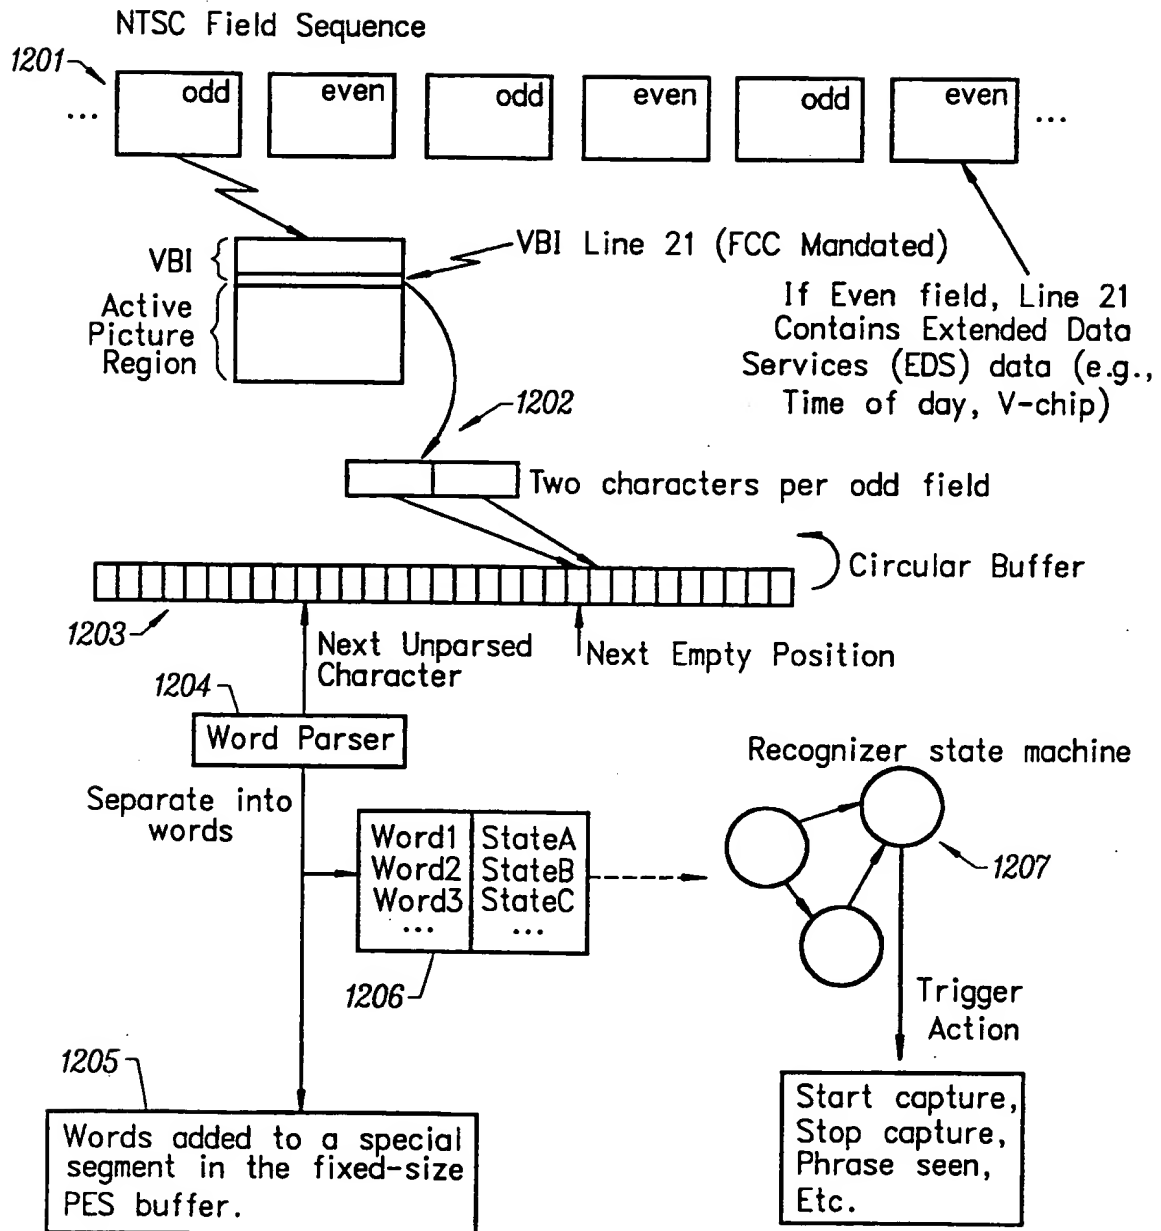 NTSC Field Sequence
1201
... odd even odd even odd even ...
VBI
VBI Line 21 (FCC Mandated)
Active
Picture
Region
If Even field, Line 21
Contains Extended Data
Services (EDS) data (e.g.,
Time of day, V-chip)
1202
Two characters per odd field
Circular Buffer
1203
Next Unparsed
Character
Next Empty Position
1204
Word Parser
Recognizer state machine
Separate into
words
Word1 StateA
Word2 StateB
Word3 StateC
... ...
1207
1206
Trigger
Action
1205
Words added to a special
segment in the fixed-size
PES buffer.
Start capture,
Stop capture,
Phrase seen,
Etc.